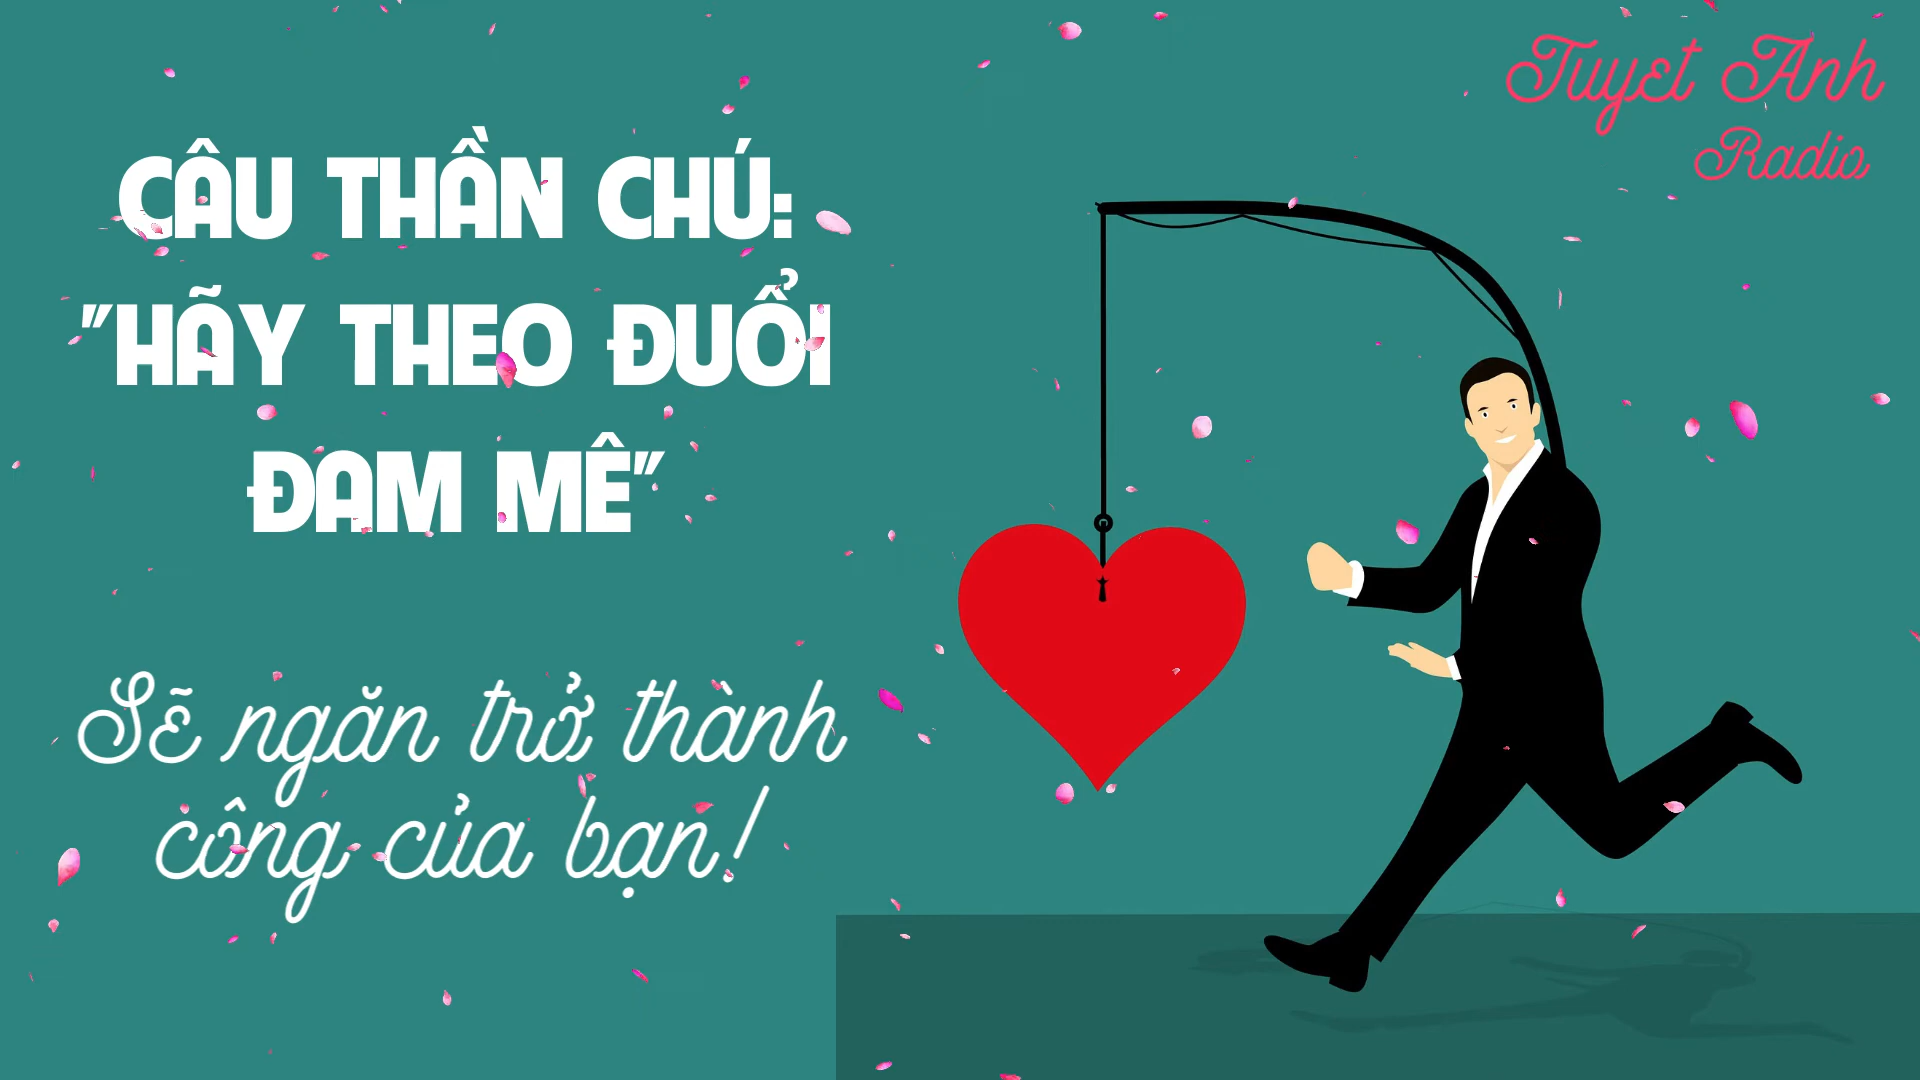 CÂU THẦN CHÚ:
"HÃY THEO ĐUỔI
ĐAM MÊ"
Sẽ ngăn trở thành
công của bạn!
Tuyet Anh
Radio